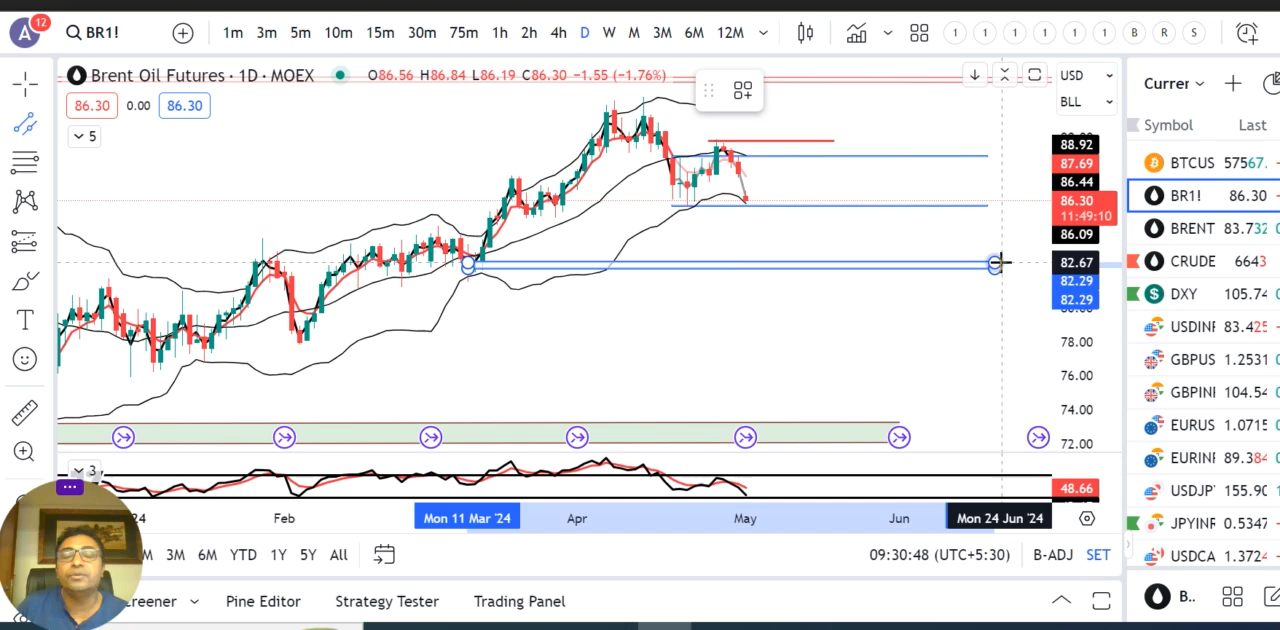 A 12 BR1! 1m 3m 5m 10m 15m 30m 75m 1h 2h 4h D W M 3M 6M 12M 1 1 1 1 1 1 B R S
Brent Oil Futures · 1D · MOEX O86.56 H86.84 L86.19 C86.30 −1.55 (−1.76%)
USD
86.30 0.00 86.30
BLL
5
88.92
87.69
86.44
86.30
11:49:10
86.09
82.67
82.29
82.29
78.00
76.00
74.00
72.00
3
48.66
24 Feb Mon 11 Mar '24 Apr May Jun Mon 24 Jun '24
3M 6M YTD 1Y 5Y All 09:30:48 (UTC+5:30) B-ADJ SET
Pine Editor Strategy Tester Trading Panel
Curren
Symbol Last
BTCUS 57567.
BR1! 86.30
BRENT 83.732
CRUDE 6643
DXY 105.74
USDINR 83.425
GBPUS 1.2531
GBPINR 104.54
EURUS 1.0715
EURINR 89.384
USDJP 155.90
JPYINR 0.5347
USDCA 1.3724
B..